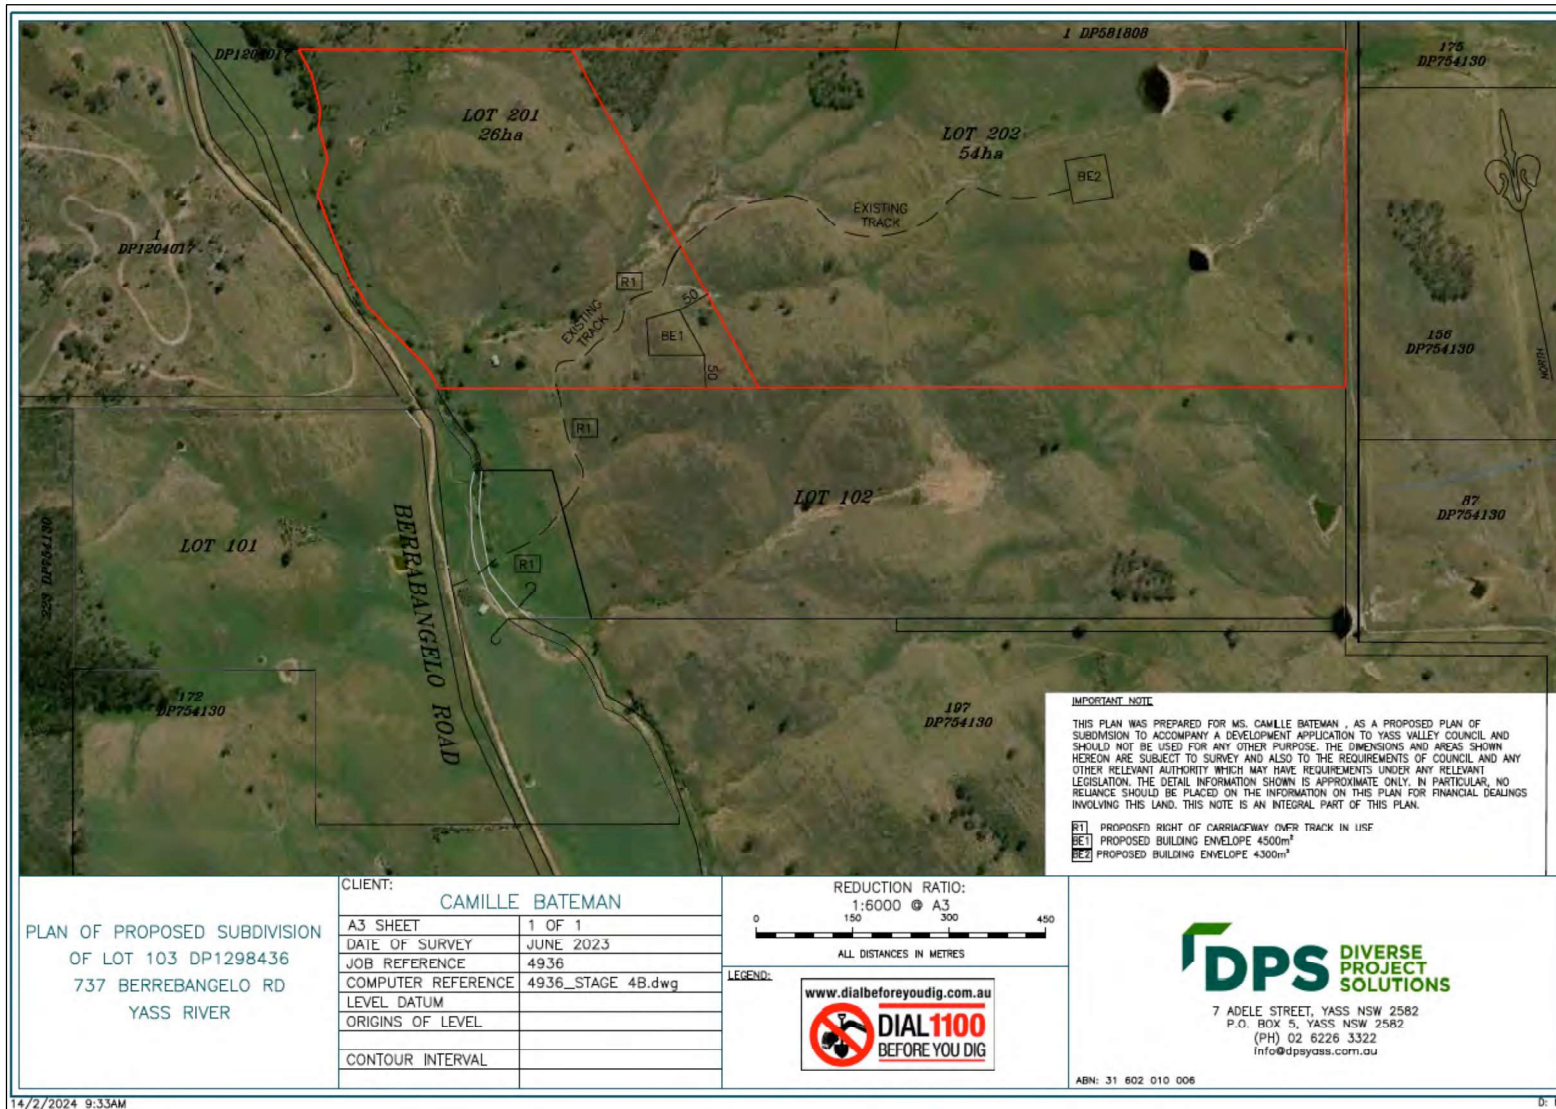 DP1204017
1 DP581808
175
DP754130
LOT 201
26ha
LOT 202
54ha
BE2
EXISTING
TRACK
1
DP1204017
R1
50
EXISTING
TRACK
BE1
50
156
DP754130
NORTH
R1
LOT 102
87
DP754130
LOT 101
BERRABANGELO ROAD
R1
223 DP754130
172
DP754130
197
DP754130
IMPORTANT NOTE
THIS PLAN WAS PREPARED FOR MS. CAMILLE BATEMAN , AS A PROPOSED PLAN OF
SUBDIVISION TO ACCOMPANY A DEVELOPMENT APPLICATION TO YASS VALLEY COUNCIL AND
SHOULD NOT BE USED FOR ANY OTHER PURPOSE. THE DIMENSIONS AND AREAS SHOWN
HEREON ARE SUBJECT TO SURVEY AND ALSO TO THE REQUIREMENTS OF COUNCIL AND ANY
OTHER RELEVANT AUTHORITY WHICH MAY HAVE REQUIREMENTS UNDER ANY RELEVANT
LEGISLATION. THE DETAIL INFORMATION SHOWN IS APPROXIMATE ONLY. IN PARTICULAR, NO
RELIANCE SHOULD BE PLACED ON THE INFORMATION ON THIS PLAN FOR FINANCIAL DEALINGS
INVOLVING THIS LAND. THIS NOTE IS AN INTEGRAL PART OF THIS PLAN.
R1 PROPOSED RIGHT OF CARRIAGEWAY OVER TRACK IN USE
BE1 PROPOSED BUILDING ENVELOPE 4500m²
BE2 PROPOSED BUILDING ENVELOPE 4300m²
PLAN OF PROPOSED SUBDIVISION
OF LOT 103 DP1298436
737 BERREBANGELO RD
YASS RIVER
CLIENT:
CAMILLE BATEMAN
A3 SHEET 1 OF 1
DATE OF SURVEY JUNE 2023
JOB REFERENCE 4936
COMPUTER REFERENCE 4936_STAGE 4B.dwg
LEVEL DATUM
ORIGINS OF LEVEL
CONTOUR INTERVAL
REDUCTION RATIO:
1:6000 @ A3
0 150 300 450
ALL DISTANCES IN METRES
LEGEND:
www.dialbeforeyoudig.com.au
DIAL1100
BEFORE YOU DIG
DPS DIVERSE
PROJECT
SOLUTIONS
7 ADELE STREET, YASS NSW 2582
P.O. BOX 5, YASS NSW 2582
(PH) 02 6226 3322
info@dpsyass.com.au
ABN: 31 602 010 006
14/2/2024 9:33AM
D: